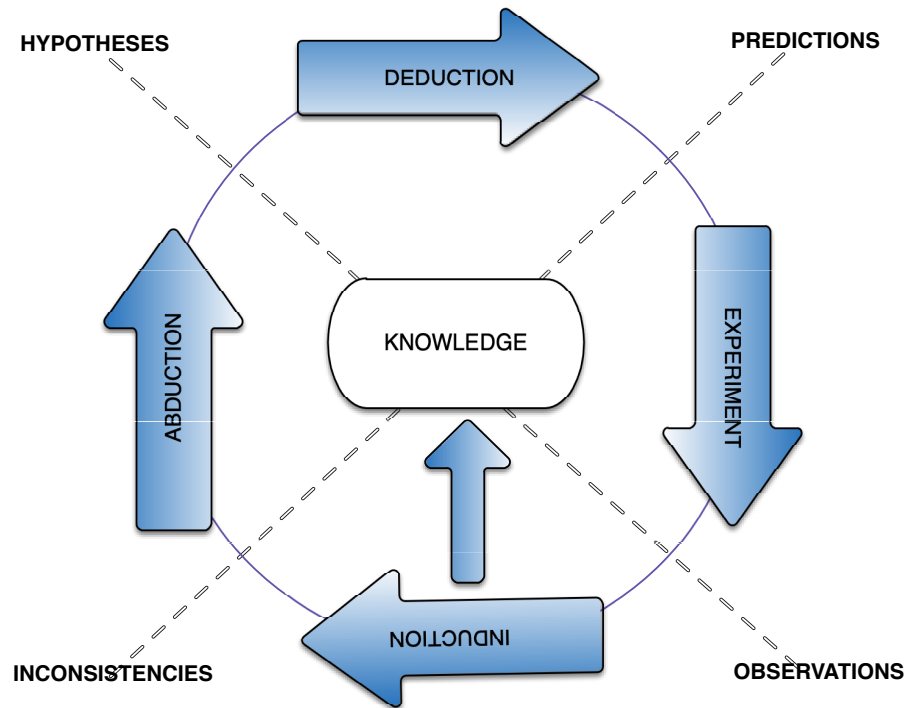 HYPOTHESES
PREDICTIONS
DEDUCTION
ABDUCTION
KNOWLEDGE
EXPERIMENT
INDUCTION
INCONSISTENCIES
OBSERVATIONS